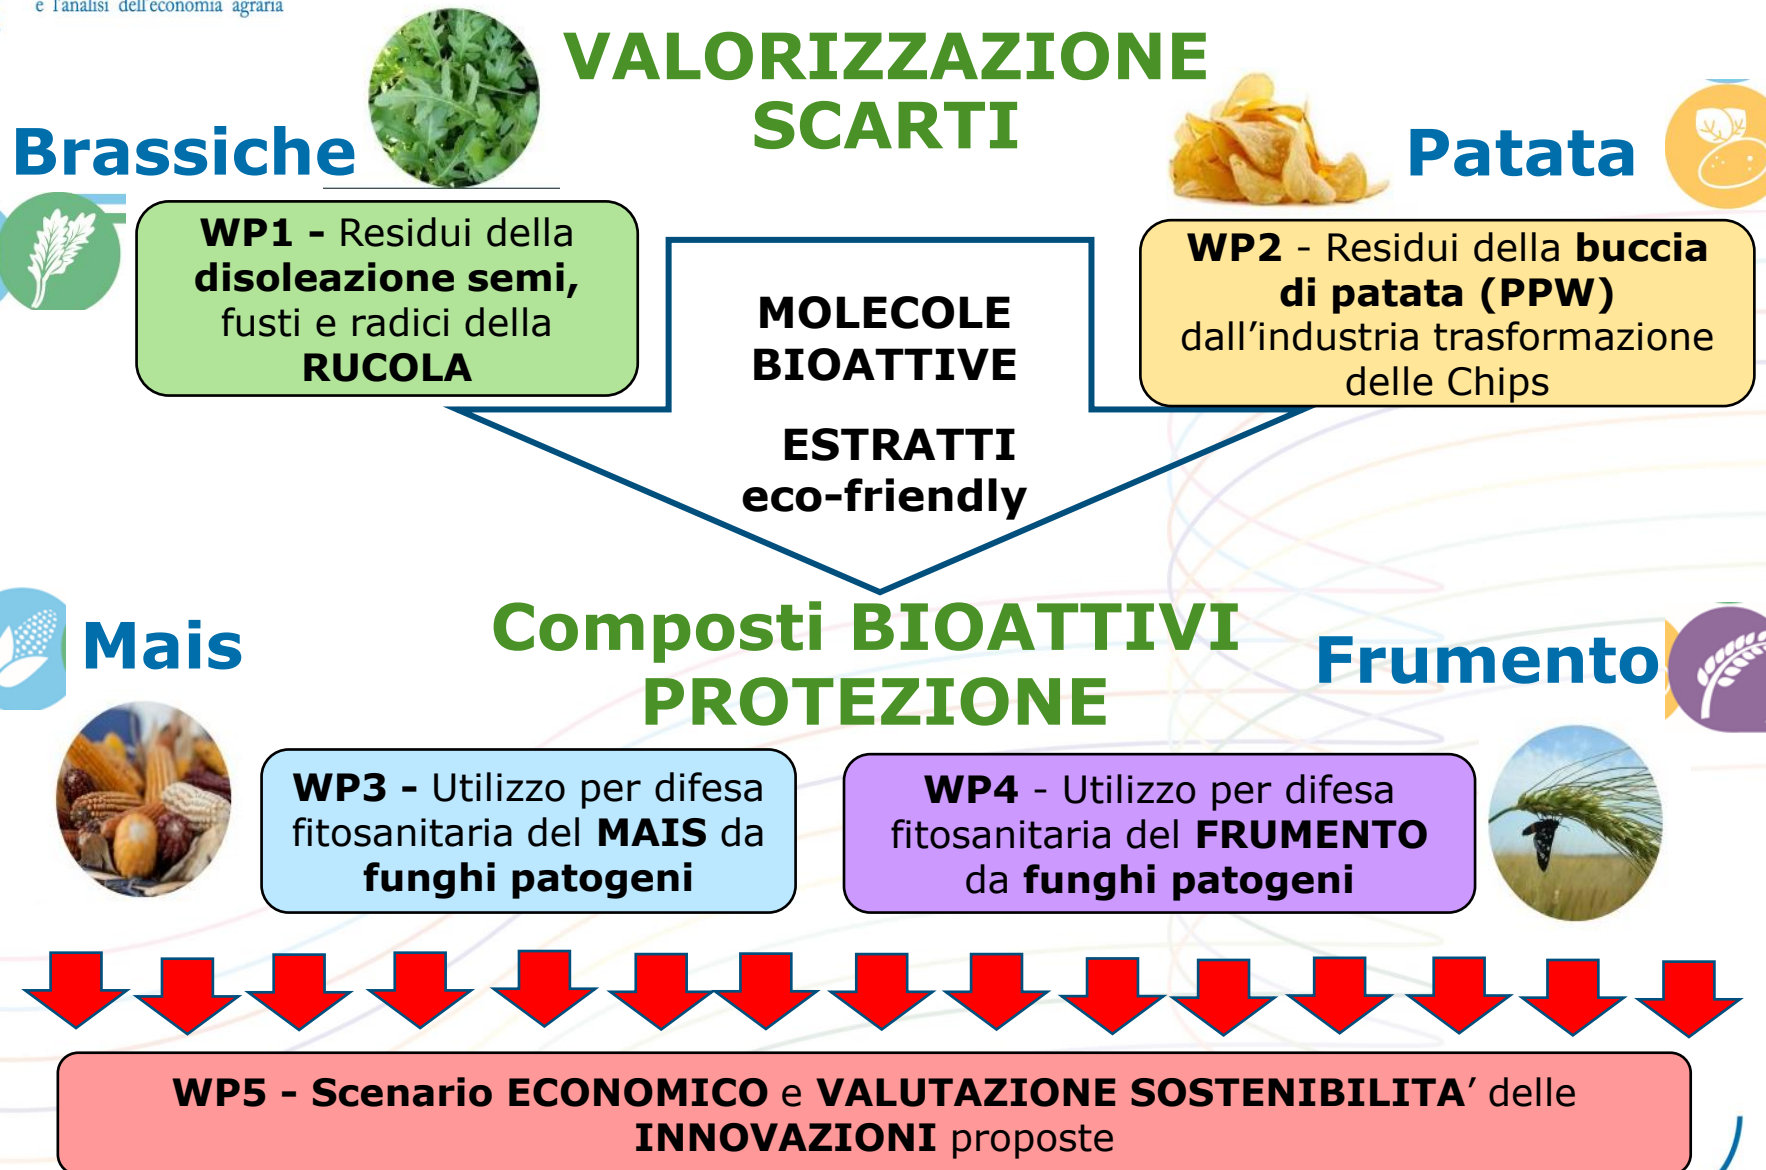 e l'analisi dell'economia agraria
VALORIZZAZIONE
SCARTI
Brassiche
Patata
WP1 - Residui della
disoleazione semi,
fusti e radici della
RUCOLA
WP2 - Residui della buccia
di patata (PPW)
dall’industria trasformazione
delle Chips
MOLECOLE
BIOATTIVE
ESTRATTI
eco-friendly
Mais
Composti BIOATTIVI
PROTEZIONE
Frumento
WP3 - Utilizzo per difesa
fitosanitaria del MAIS da
funghi patogeni
WP4 - Utilizzo per difesa
fitosanitaria del FRUMENTO
da funghi patogeni
WP5 - Scenario ECONOMICO e VALUTAZIONE SOSTENIBILITA’ delle
INNOVAZIONI proposte